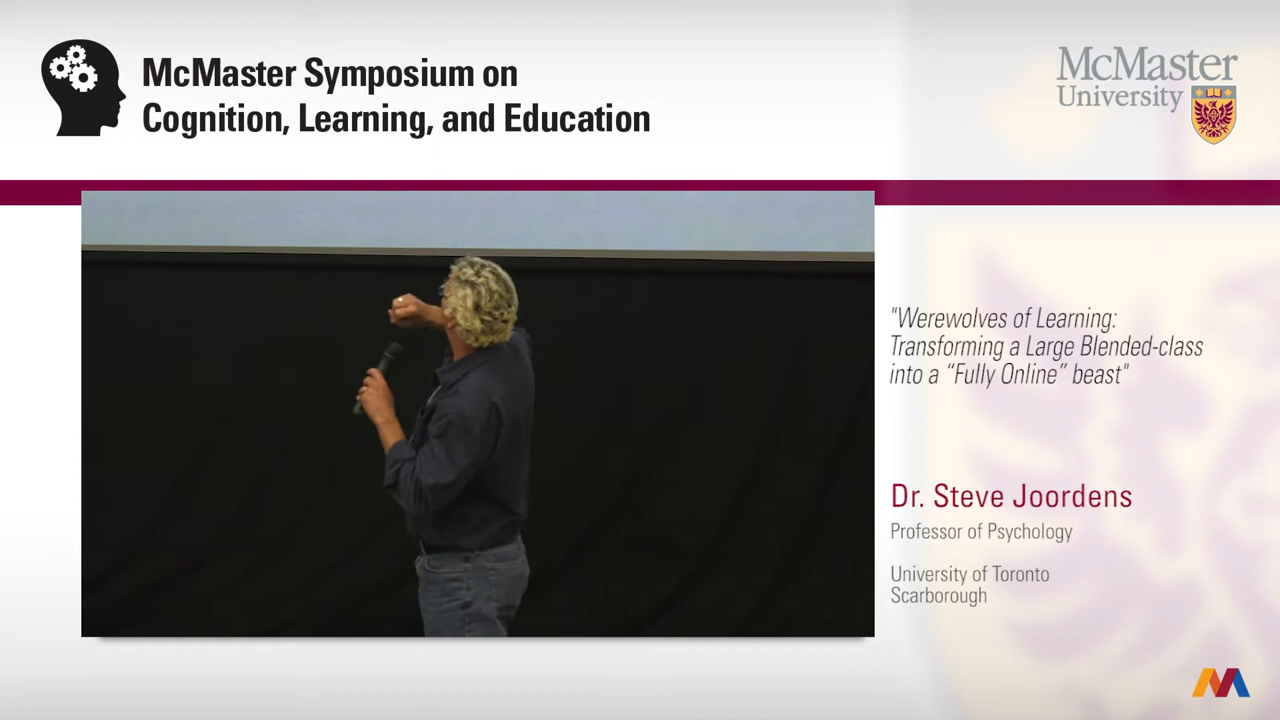 McMaster Symposium on
Cognition, Learning, and Education
McMaster
University
"Werewolves of Learning:
Transforming a Large Blended-class
into a “Fully Online” beast"
Dr. Steve Joordens
Professor of Psychology
University of Toronto
Scarborough